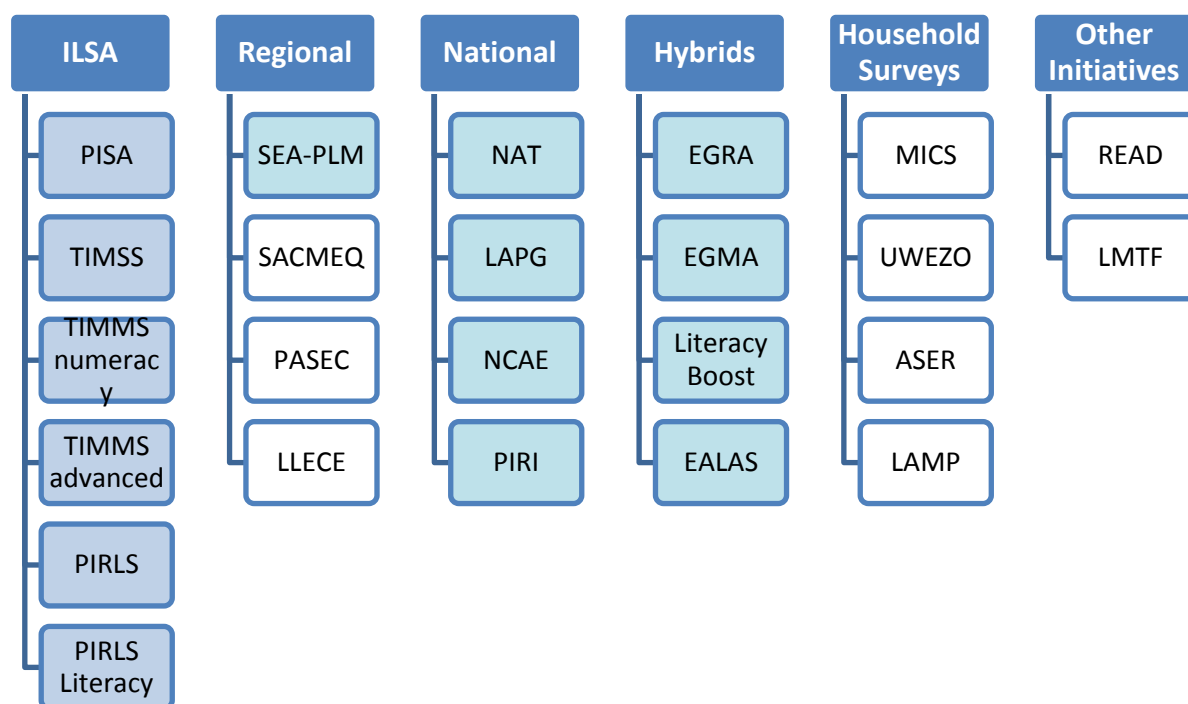 ILSA
PISA
TIMSS
TIMMS
numerac
y
TIMMS
advanced
PIRLS
PIRLS
Literacy
Regional
SEA-PLM
SACMEQ
PASEC
LLECE
National
NAT
LAPG
NCAE
PIRI
Hybrids
EGRA
EGMA
Literacy
Boost
EALAS
Household
Surveys
MICS
UWEZO
ASER
LAMP
Other
Initiatives
READ
LMTF